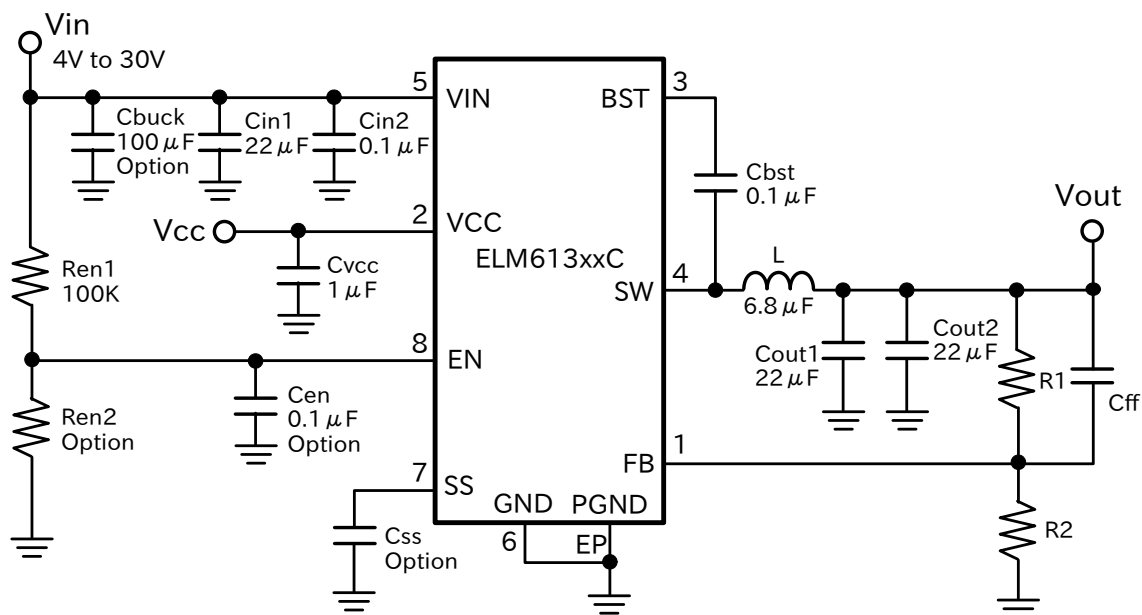 Vin
4V to 30V
5
VIN
BST
3
Cbuck
100μF
Option
Cin1
22μF
Cin2
0.1μF
Cbst
0.1μF
Vout
Vcc
2
VCC
ELM613xxC
Cvcc
1μF
SW
4
L
6.8μF
Ren1
100K
8
EN
Cout1
22μF
Cout2
22μF
R1
Cff
Ren2
Option
Cen
0.1μF
Option
FB
1
7
SS
GND
PGND
6
EP
Css
Option
R2